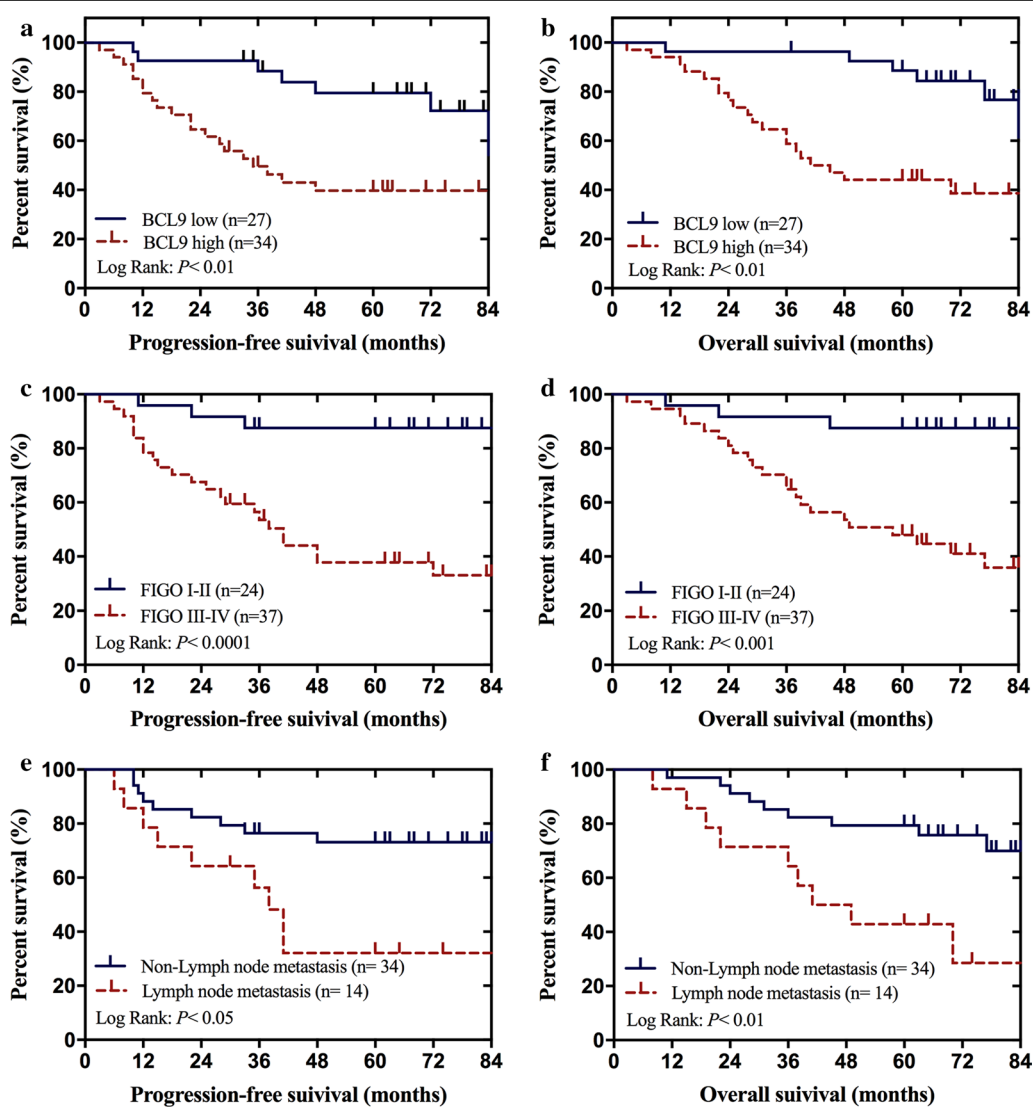 a
Percent survival (%)
100
80
60
40
20
0
BCL9 low (n=27)
BCL9 high (n=34)
Log Rank: P< 0.01
0 12 24 36 48 60 72 84
Progression-free suivival (months)
b
Percent survival (%)
100
80
60
40
20
0
BCL9 low (n=27)
BCL9 high (n=34)
Log Rank: P< 0.01
0 12 24 36 48 60 72 84
Overall suivival (months)
c
Percent survival (%)
100
80
60
40
20
0
FIGO I-II (n=24)
FIGO III-IV (n=37)
Log Rank: P< 0.0001
0 12 24 36 48 60 72 84
Progression-free suivival (months)
d
Percent survival (%)
100
80
60
40
20
0
FIGO I-II (n=24)
FIGO III-IV (n=37)
Log Rank: P< 0.001
0 12 24 36 48 60 72 84
Overall suivival (months)
e
Percent survival (%)
100
80
60
40
20
0
Non-Lymph node metastasis (n= 34)
Lymph node metastasis (n= 14)
Log Rank: P< 0.05
0 12 24 36 48 60 72 84
Progression-free suivival (months)
f
Percent survival (%)
100
80
60
40
20
0
Non-Lymph node metastasis (n= 34)
Lymph node metastasis (n= 14)
Log Rank: P< 0.01
0 12 24 36 48 60 72 84
Overall suivival (months)